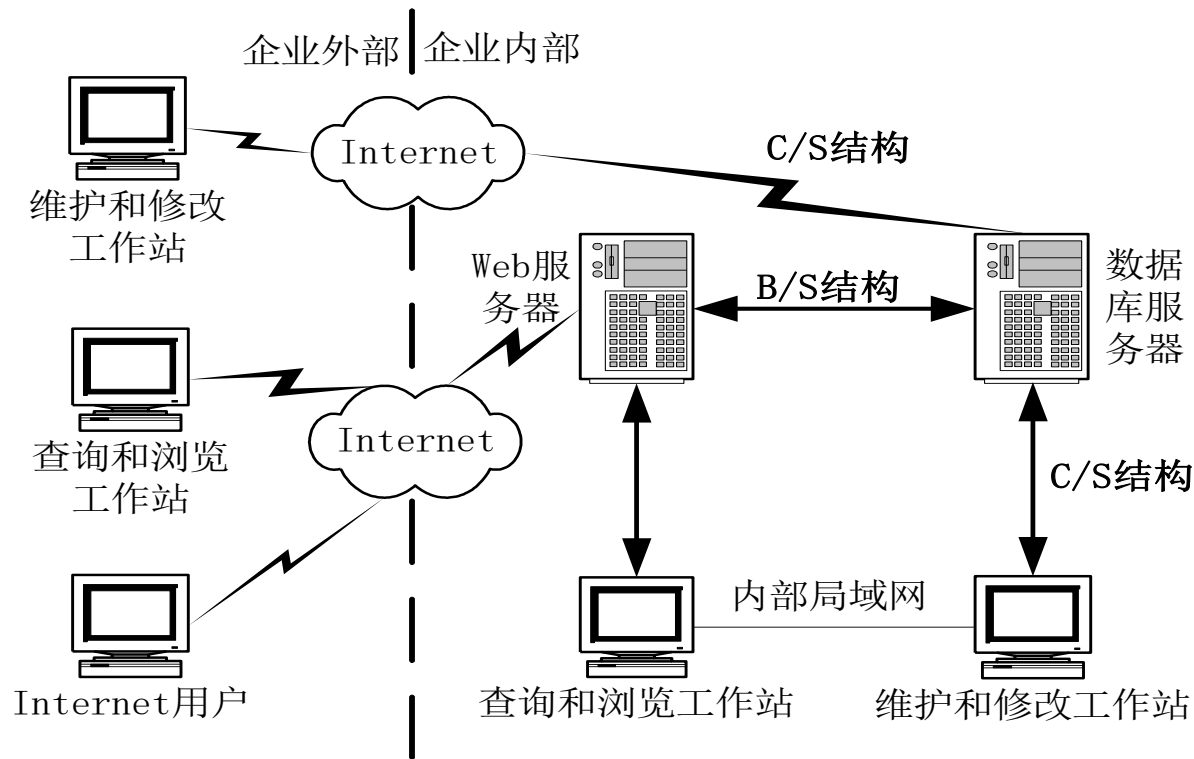 企业外部
企业内部
Internet
C/S结构
维护和修改
工作站
Web服
务器
B/S结构
数据
库服
务器
Internet
查询和浏览
工作站
C/S结构
内部局域网
Internet用户
查询和浏览工作站
维护和修改工作站